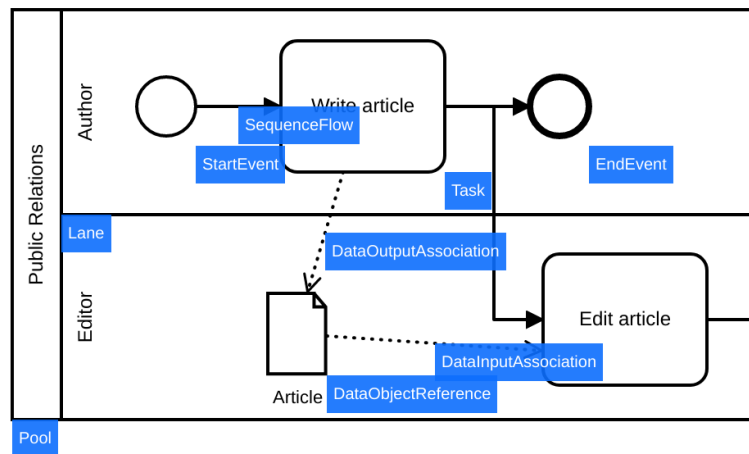 Public Relations
Author
Write article
SequenceFlow
StartEvent
EndEvent
Task
Lane
DataOutputAssociation
Editor
Edit article
DataInputAssociation
Article
DataObjectReference
Pool